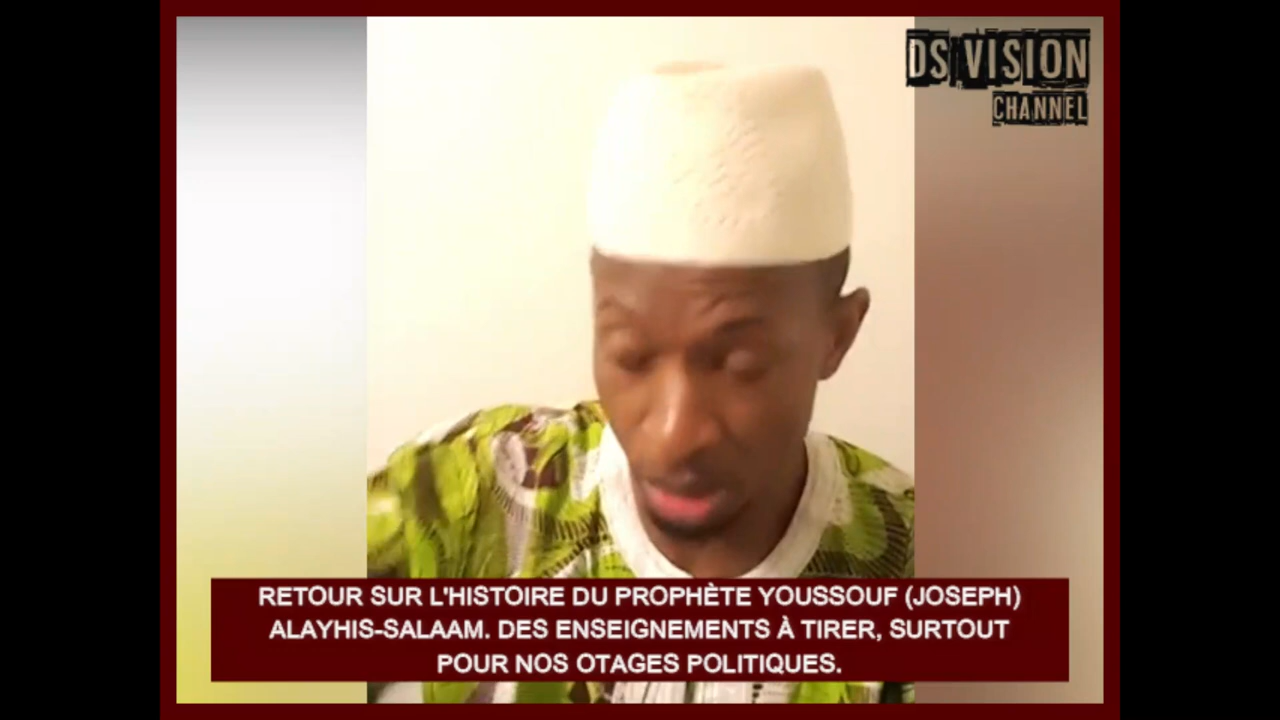 DS VISION
CHANNEL
RETOUR SUR L'HISTOIRE DU PROPHÈTE YOUSSOUF (JOSEPH)
ALAYHIS-SALAAM. DES ENSEIGNEMENTS À TIRER, SURTOUT
POUR NOS OTAGES POLITIQUES.